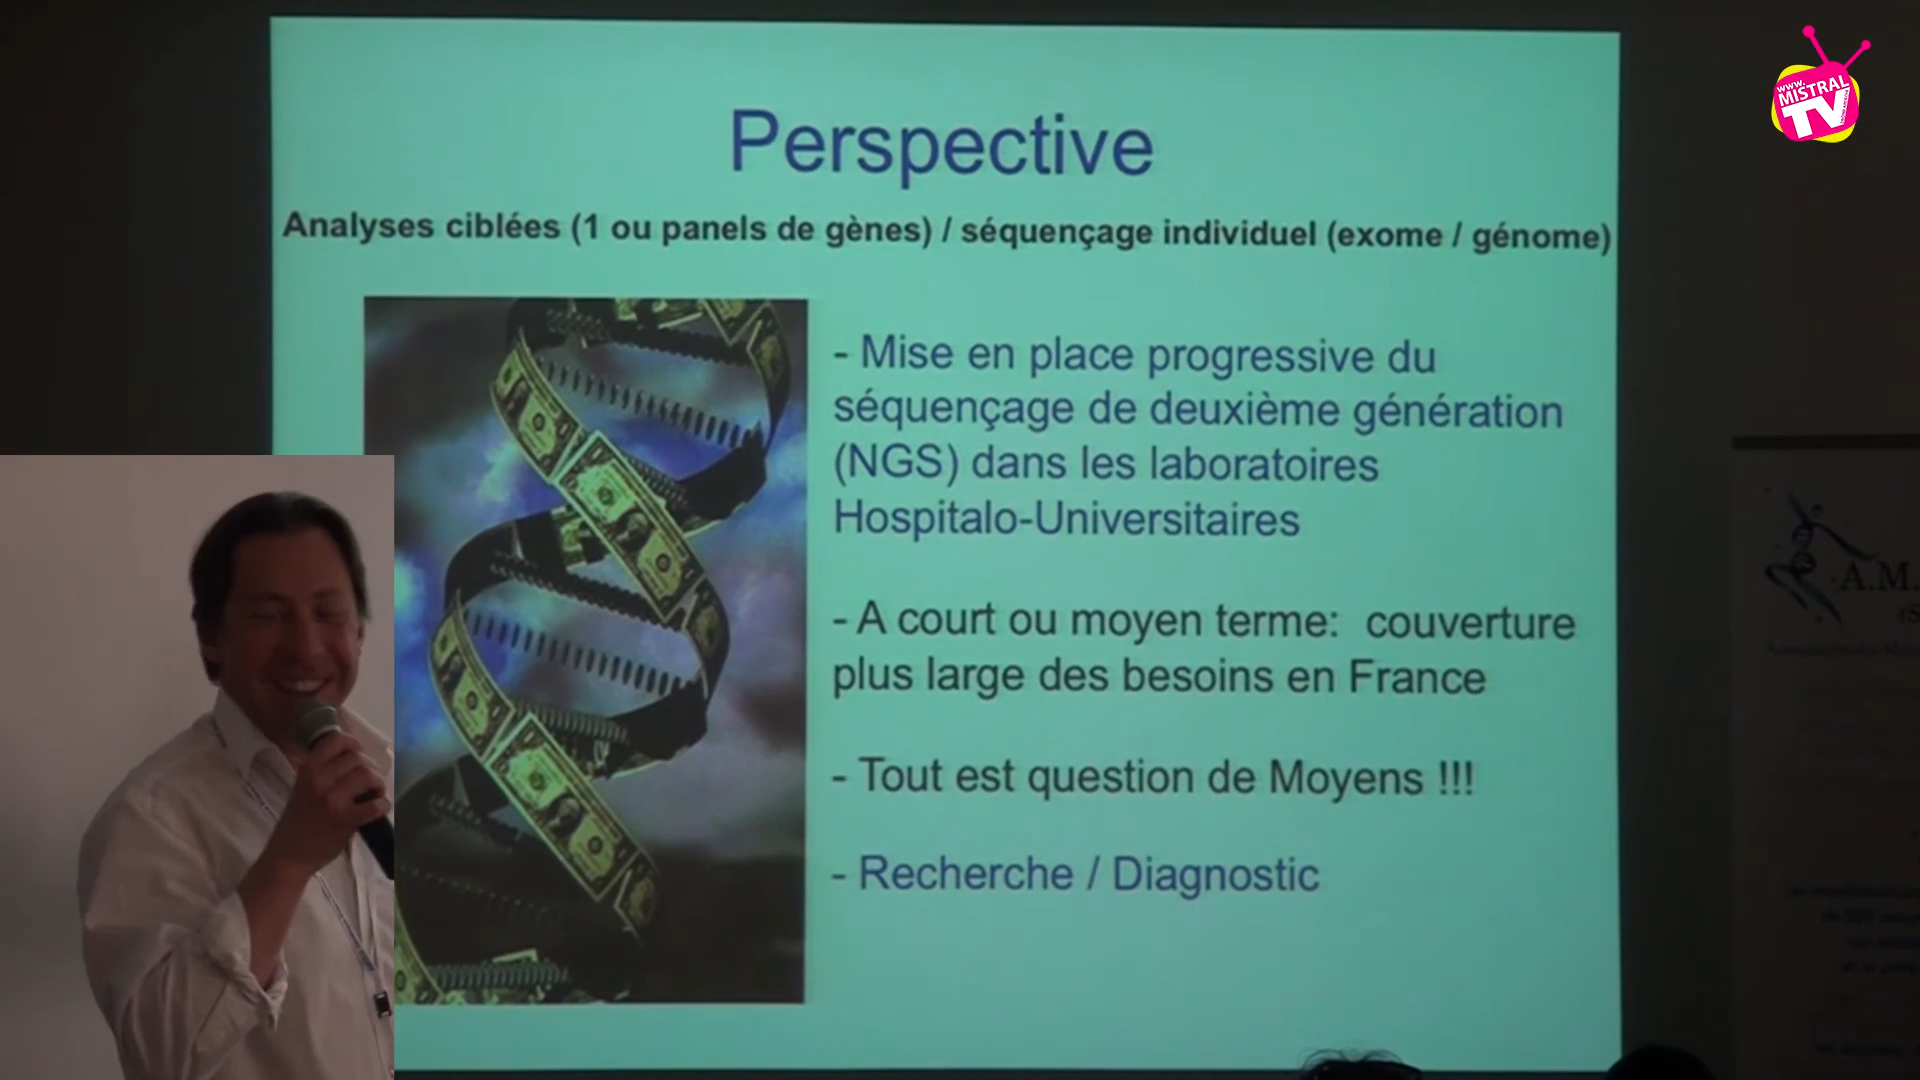 Perspective
Analyses ciblées (1 ou panels de gènes) / séquençage individuel (exome / génome)
- Mise en place progressive du
séquençage de deuxième génération
(NGS) dans les laboratoires
Hospitalo-Universitaires
- A court ou moyen terme: couverture
plus large des besoins en France
- Tout est question de Moyens !!!
- Recherche / Diagnostic
www.
MISTRAL
TV
A.M.